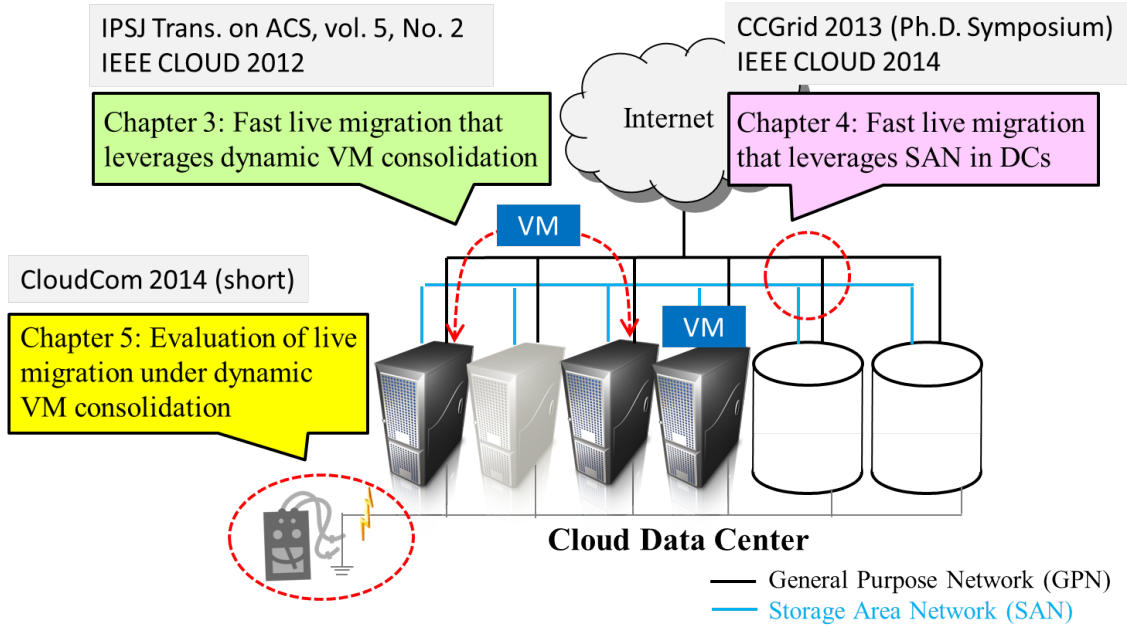 IPSJ Trans. on ACS, vol. 5, No. 2
IEEE CLOUD 2012
CCGrid 2013 (Ph.D. Symposium)
IEEE CLOUD 2014
Chapter 3: Fast live migration that
leverages dynamic VM consolidation
Internet
Chapter 4: Fast live migration
that leverages SAN in DCs
VM
CloudCom 2014 (short)
VM
Chapter 5: Evaluation of live
migration under dynamic
VM consolidation
Cloud Data Center
General Purpose Network (GPN)
Storage Area Network (SAN)